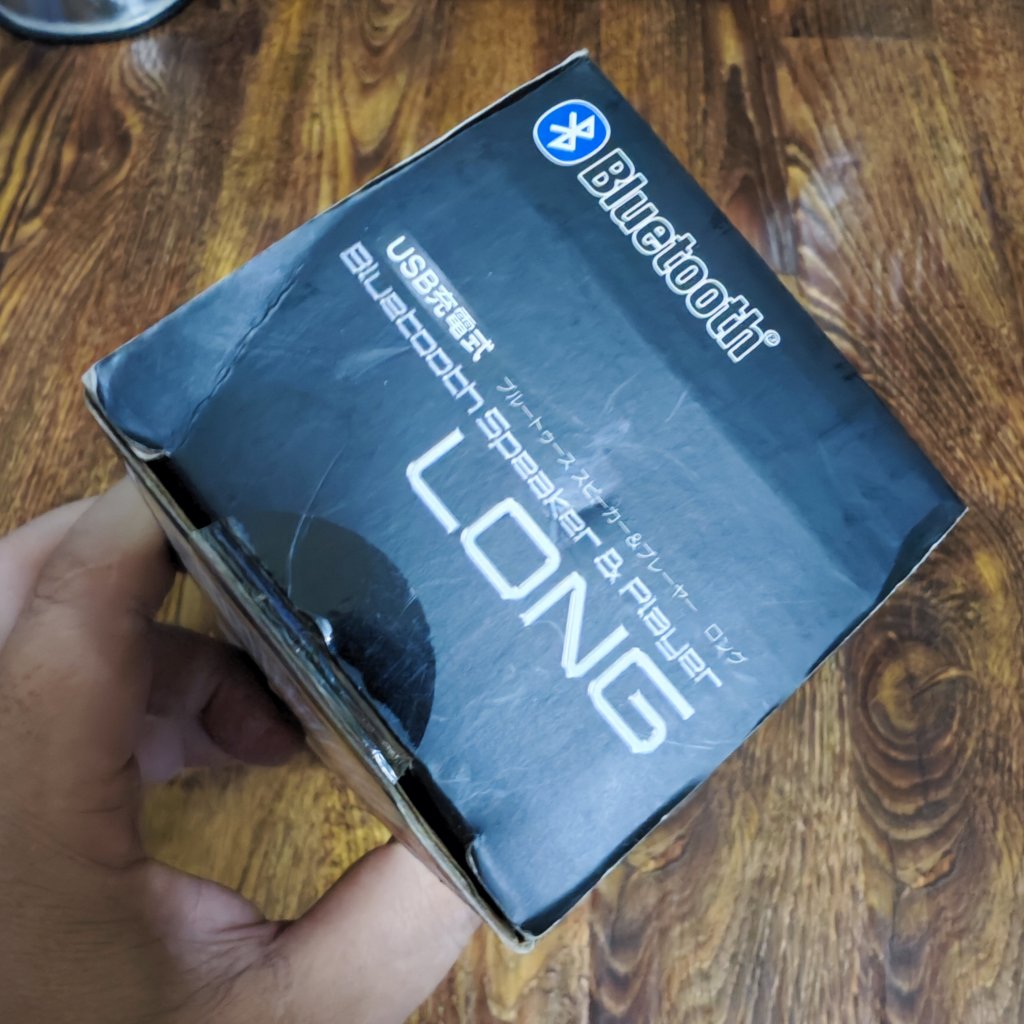 Bluetooth®
USB充電式
ブルートゥース スピーカー&プレーヤー ロング
Bluetooth Speaker & Player
LONG